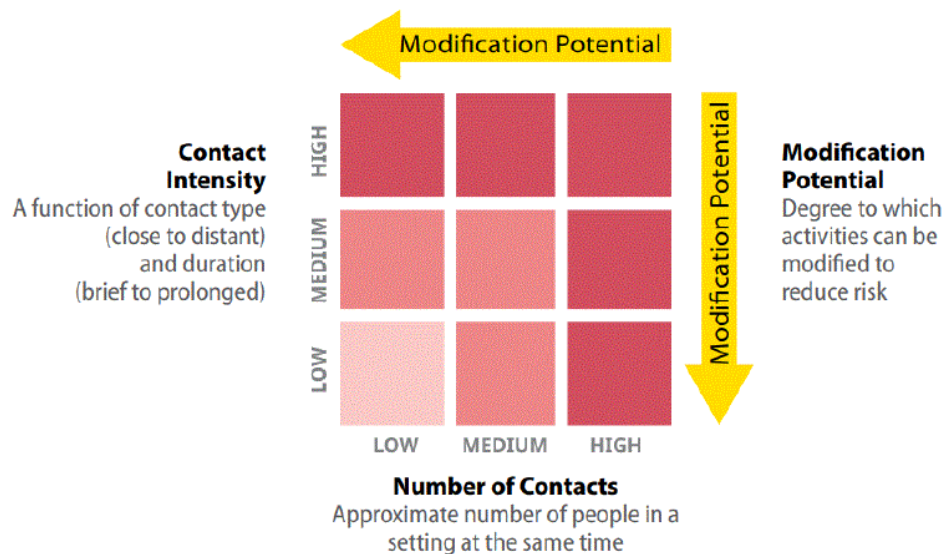 Modification Potential
Contact
Intensity
A function of contact type
(close to distant)
and duration
(brief to prolonged)
HIGH
MEDIUM
LOW
Modification Potential
Modification
Potential
Degree to which
activities can be
modified to
reduce risk
LOW MEDIUM HIGH
Number of Contacts
Approximate number of people in a
setting at the same time